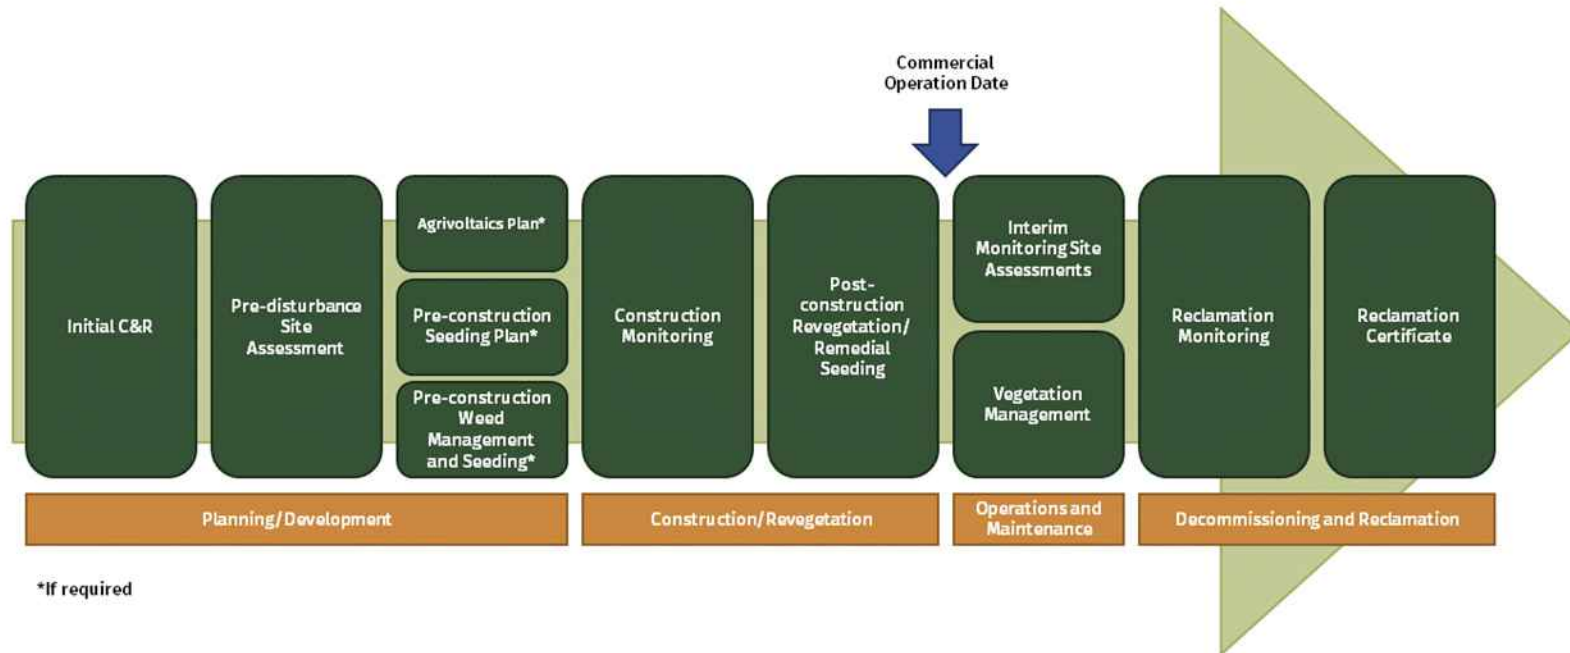 Commercial
Operation Date
Initial C&R
Pre-disturbance
Site
Assessment
Agrivoltaics Plan*
Pre-construction
Seeding Plan*
Pre-construction
Weed
Management
and Seeding*
Construction
Monitoring
Post-
construction
Revegetation/
Remedial
Seeding
Interim
Monitoring Site
Assessments
Vegetation
Management
Reclamation
Monitoring
Reclamation
Certificate
Planning/Development
Construction/Revegetation
Operations and
Maintenance
Decommissioning and Reclamation
*If required